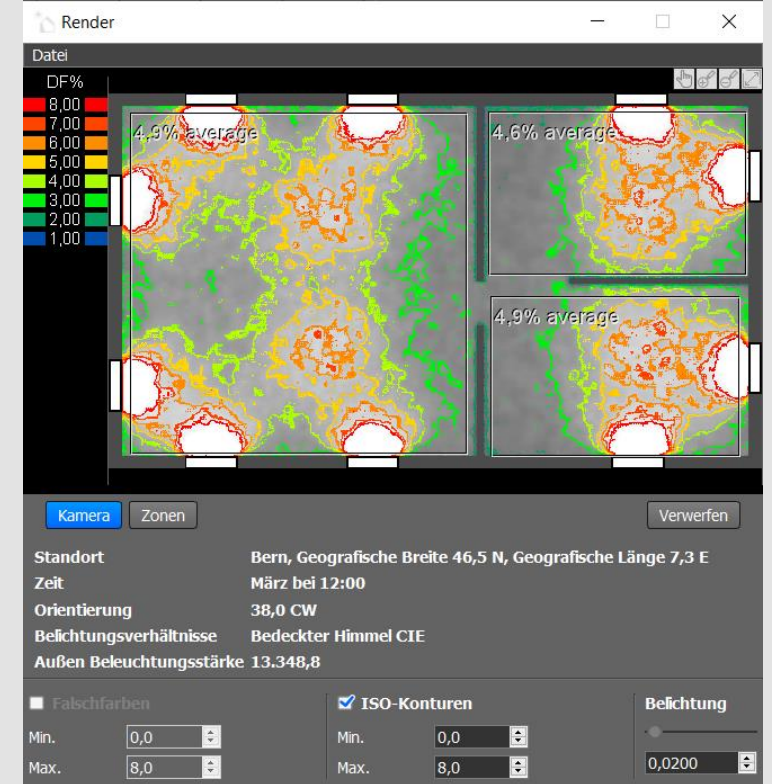 Render
Datei
DF%
8,00
7,00
6,00
5,00
4,00
3,00
2,00
1,00
4,9% average
4,6% average
4,9% average
Kamera Zonen Verwerfen
Standort Bern, Geografische Breite 46,5 N, Geografische Länge 7,3 E
Zeit März bei 12:00
Orientierung 38,0 CW
Belichtungsverhältnisse Bedeckter Himmel CIE
Außen Beleuchtungsstärke 13.348,8
Falschfarben ISO-Konturen Belichtung
Min. 0,0 Min. 0,0
Max. 8,0 Max. 8,0 0,0200